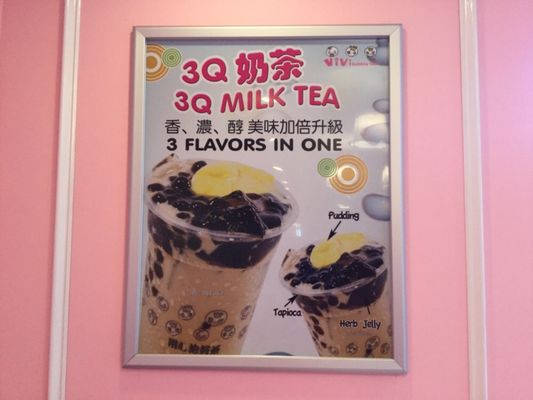 ViVi
3Q 奶茶
3Q MILK TEA
香、濃、醇 美味加倍升級
3 FLAVORS IN ONE
Pudding
Tapioca
Herb Jelly